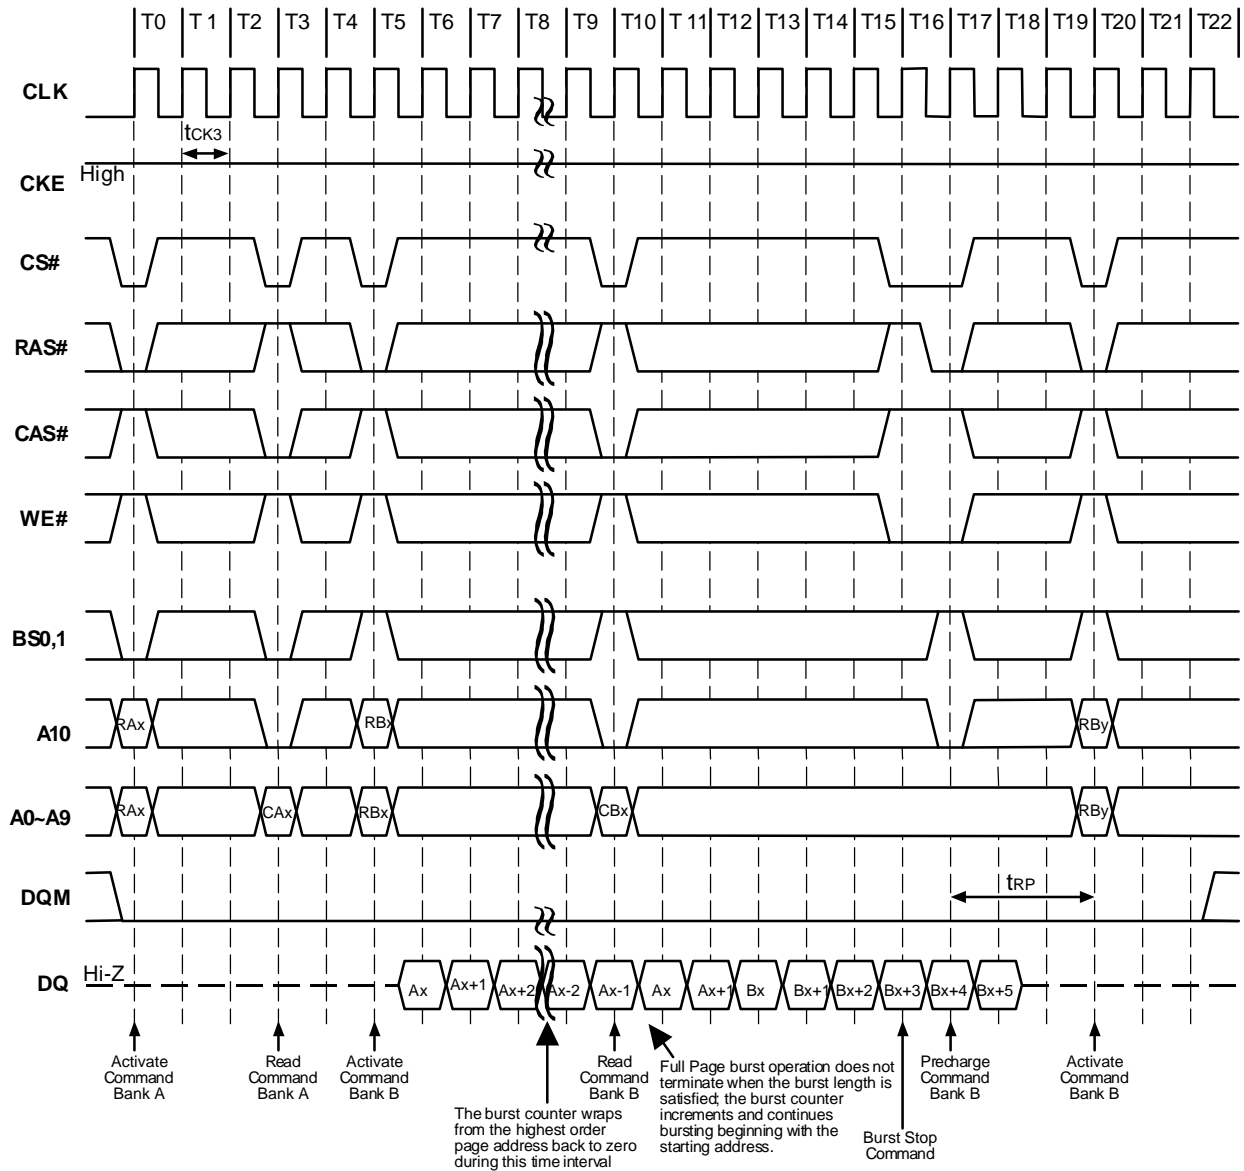 T0 T 1 T2 T3 T4 T5 T6 T7 T8 T9 T10 T 11 T12 T13 T14 T15 T16 T17 T18 T19 T20 T21 T22
CLK
tCK3
High
CKE
CS#
RAS#
CAS#
WE#
BS0,1
A10 RAx RBx RBy
A0~A9 RAx CAx RBx CBx RBy
DQM
tRP
Hi-Z
DQ Ax Ax+1 Ax+2 Ax-2 Ax-1 Ax Ax+1 Bx Bx+1 Bx+2 Bx+3 Bx+4 Bx+5
Activate
Command
Bank A
Read
Command
Bank A
Activate
Command
Bank B
The burst counter wraps
from the highest order
page address back to zero
during this time interval
Read
Command
Bank B
Full Page burst operation does not
terminate when the burst length is
satisfied; the burst counter
increments and continues
bursting beginning with the
starting address.
Burst Stop
Command
Precharge
Command
Bank B
Activate
Command
Bank B